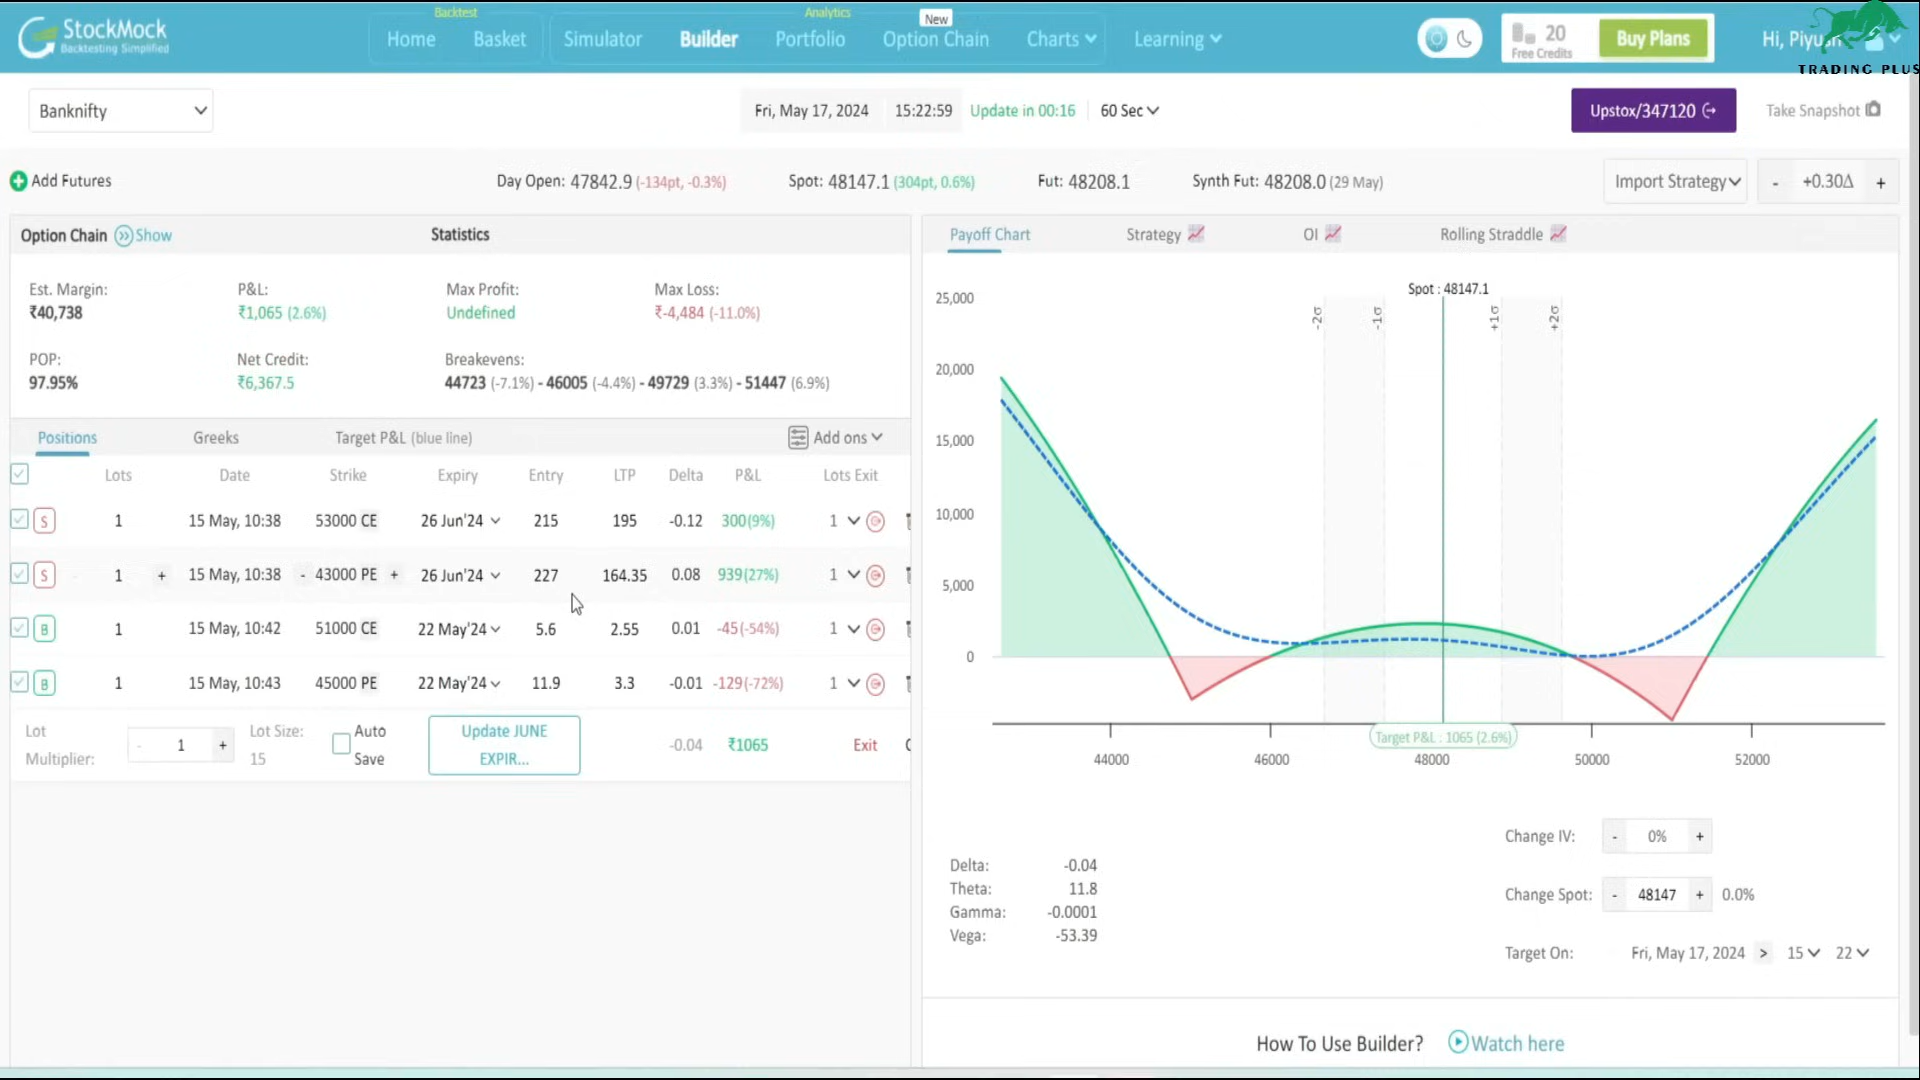 StockMock
Backtesting Simplified
Backtest
Home Basket Simulator Builder
Analytics
Portfolio
New
Option Chain Charts Learning
20
Free Credits
Buy Plans
Hi, Piyush
TRADING PLUS
Banknifty
Fri, May 17, 2024 15:22:59 Update in 00:16 60 Sec
Upstox/347120
Take Snapshot
Add Futures
Day Open: 47842.9 (-134pt, -0.3%) Spot: 48147.1 (304pt, 0.6%) Fut: 48208.1 Synth Fut: 48208.0 (29 May)
Import Strategy - +0.30Δ +
Option Chain Show Statistics
Est. Margin: P&L: Max Profit: Max Loss:
₹40,738 ₹1,065 (2.6%) Undefined ₹-4,484 (-11.0%)
POP: Net Credit: Breakevens:
97.95% ₹6,367.5 44723 (-7.1%) - 46005 (-4.4%) - 49729 (3.3%) - 51447 (6.9%)
Positions Greeks Target P&L (blue line) Add ons
Lots Date Strike Expiry Entry LTP Delta P&L Lots Exit
S 1 15 May, 10:38 53000 CE 26 Jun'24 215 195 -0.12 300(9%) 1
S - 1 + 15 May, 10:38 - 43000 PE + 26 Jun'24 227 164.35 0.08 939(27%) 1
B 1 15 May, 10:42 51000 CE 22 May'24 5.6 2.55 0.01 -45(-54%) 1
B 1 15 May, 10:43 45000 PE 22 May'24 11.9 3.3 -0.01 -129(-72%) 1
Lot Multiplier: - 1 + Lot Size: 15 Auto Save Update JUNE EXPIR... -0.04 ₹1065 Exit
Payoff Chart Strategy OI Rolling Straddle
Spot : 48147.1
-2σ -1σ +1σ +2σ
25,000
20,000
15,000
10,000
5,000
0
Target P&L : 1065 (2.6%)
44000 46000 48000 50000 52000
Change IV: - 0% +
Delta: -0.04
Theta: 11.8
Gamma: -0.0001
Vega: -53.39
Change Spot: - 48147 + 0.0%
Target On: Fri, May 17, 2024 > 15 22
How To Use Builder? Watch here